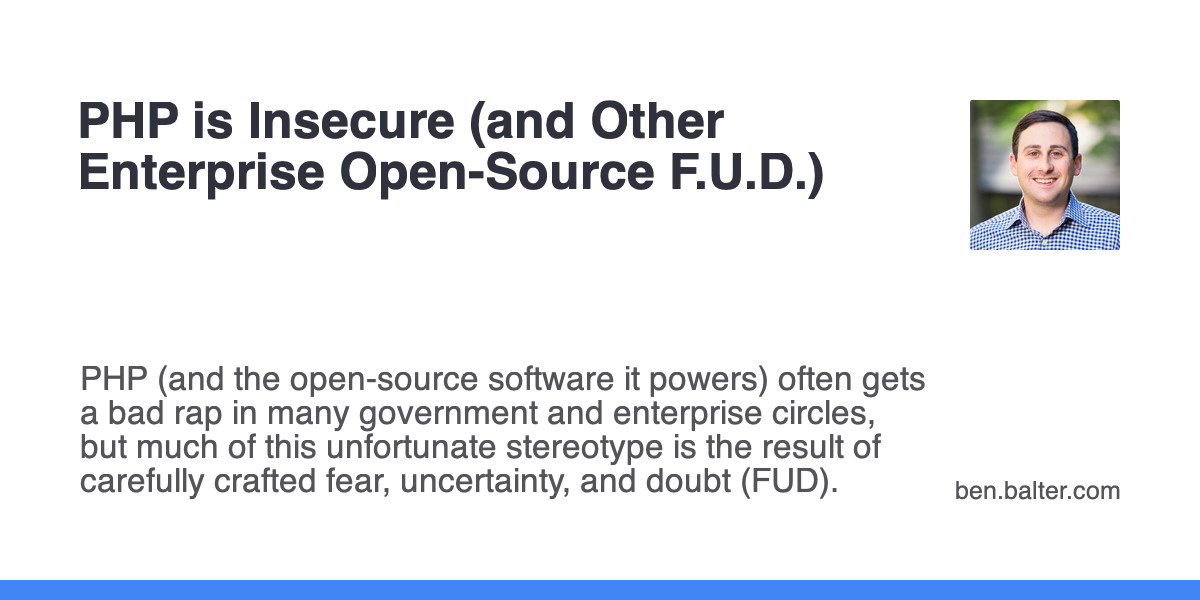 PHP is Insecure (and Other
Enterprise Open-Source F.U.D.)
PHP (and the open-source software it powers) often gets
a bad rap in many government and enterprise circles,
but much of this unfortunate stereotype is the result of
carefully crafted fear, uncertainty, and doubt (FUD).
ben.balter.com